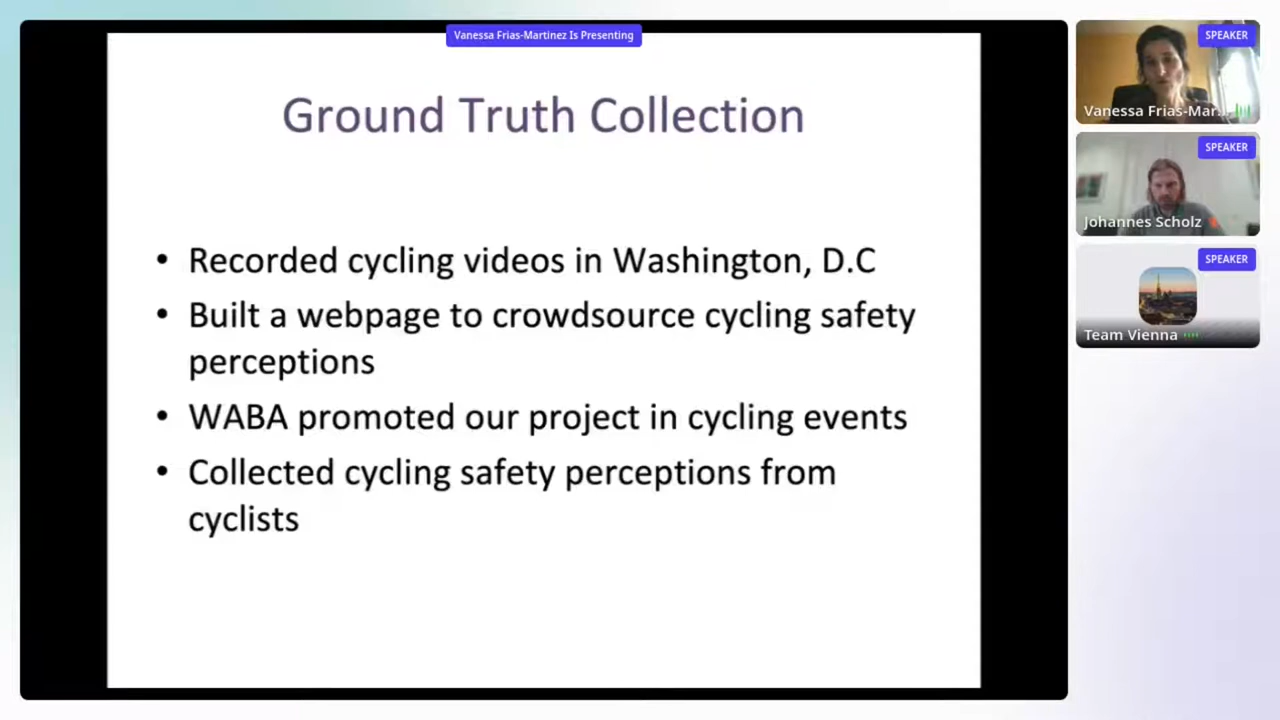 Vanessa Frias-Martinez Is Presenting
Ground Truth Collection
• Recorded cycling videos in Washington, D.C
• Built a webpage to crowdsource cycling safety
perceptions
• WABA promoted our project in cycling events
• Collected cycling safety perceptions from
cyclists
SPEAKER
Vanessa Frias-Mar...
SPEAKER
Johannes Scholz
SPEAKER
Team Vienna